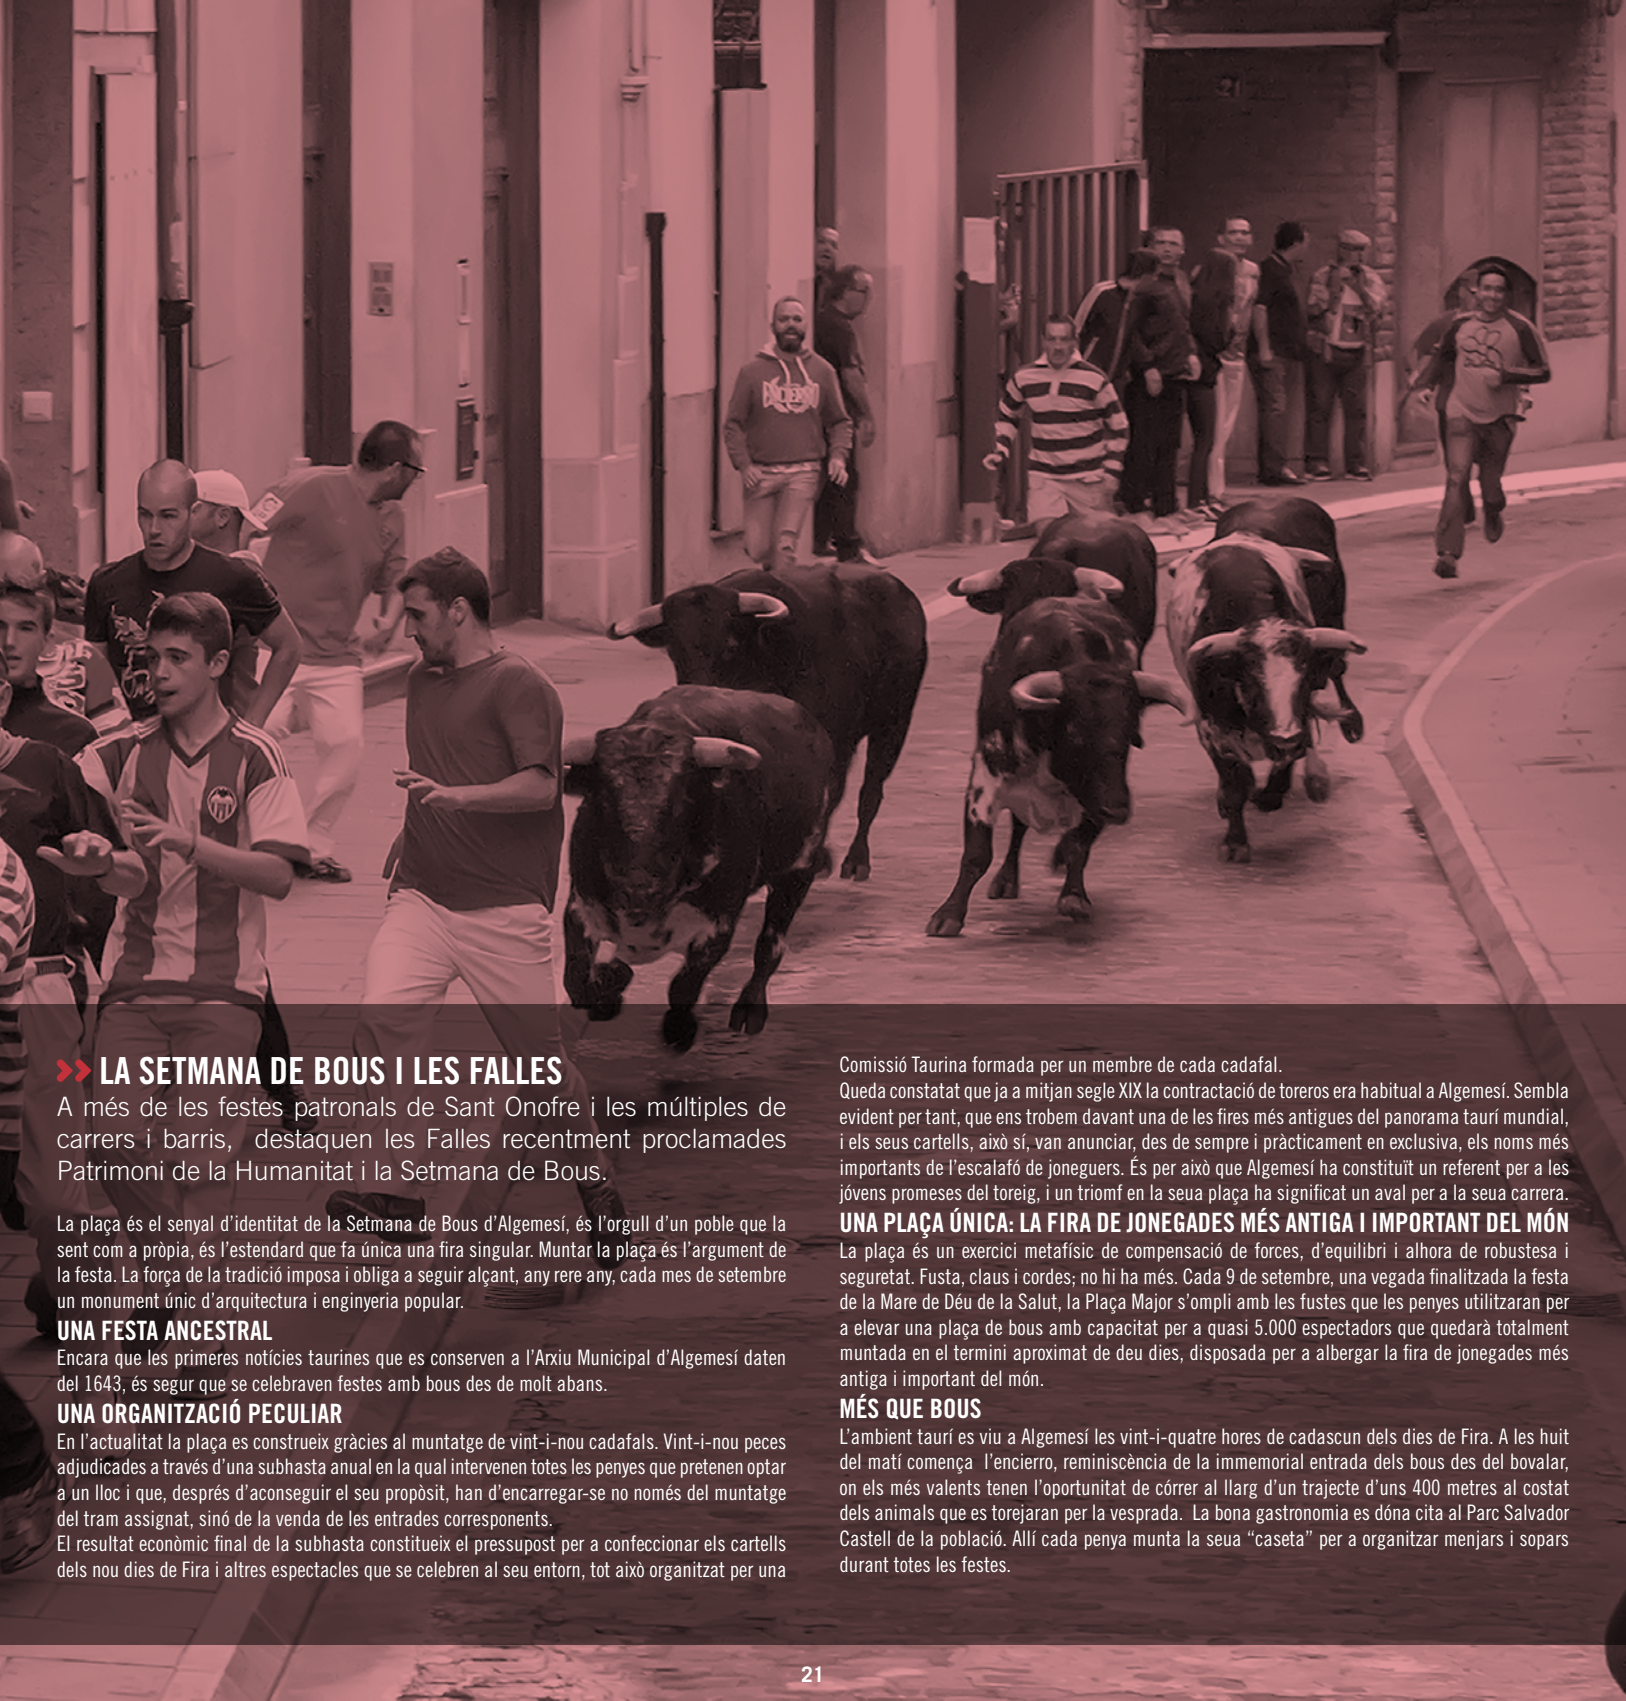 LA SETMANA DE BOUS I LES FALLES
A més de les festes patronals de Sant Onofre i les múltiples de
carrers i barris, destaquen les Falles recentment proclamades
Patrimoni de la Humanitat i la Setmana de Bous.
La plaça és el senyal d'identitat de la Setmana de Bous d'Algemesí, és l'orgull d'un poble que la
sent com a pròpia, és l'estendard que fa única una fira singular. Muntar la plaça és l'argument de
la festa. La força de la tradició imposa i obliga a seguir alçant, any rere any, cada mes de setembre
un monument únic d'arquitectura i enginyeria popular.
UNA FESTA ANCESTRAL
Encara que les primeres notícies taurines que es conserven a l'Arxiu Municipal d'Algemesí daten
del 1643, és segur que se celebraven festes amb bous des de molt abans.
UNA ORGANITZACIÓ PECULIAR
En l'actualitat la plaça es construeix gràcies al muntatge de vint-i-nou cadafals. Vint-i-nou peces
adjudicades a través d'una subhasta anual en la qual intervenen totes les penyes que pretenen optar
a un lloc i que, després d'aconseguir el seu propòsit, han d'encarregar-se no només del muntatge
del tram assignat, sinó de la venda de les entrades corresponents.
El resultat econòmic final de la subhasta constitueix el pressupost per a confeccionar els cartells
dels nou dies de Fira i altres espectacles que se celebren al seu entorn, tot això organitzat per una
Comissió Taurina formada per un membre de cada cadafal.
Queda constatat que ja a mitjan segle XIX la contractació de toreros era habitual a Algemesí. Sembla
evident per tant, que ens trobem davant una de les fires més antigues del panorama taurí mundial,
i els seus cartells, això sí, van anunciar, des de sempre i pràcticament en exclusiva, els noms més
importants de l'escalafó de joneguers. És per això que Algemesí ha constituït un referent per a les
jóvens promeses del toreig, i un triomf en la seua plaça ha significat un aval per a la seua carrera.
UNA PLAÇA ÚNICA: LA FIRA DE JONEGADES MÉS ANTIGA I IMPORTANT DEL MÓN
La plaça és un exercici metafísic de compensació de forces, d'equilibri i alhora de robustesa i
seguretat. Fusta, claus i cordes; no hi ha més. Cada 9 de setembre, una vegada finalitzada la festa
de la Mare de Déu de la Salut, la Plaça Major s'ompli amb les fustes que les penyes utilitzaran per
a elevar una plaça de bous amb capacitat per a quasi 5.000 espectadors que quedarà totalment
muntada en el termini aproximat de deu dies, disposada per a albergar la fira de jonegades més
antiga i important del món.
MÉS QUE BOUS
L'ambient taurí es viu a Algemesí les vint-i-quatre hores de cadascun dels dies de Fira. A les huit
del matí comença l'encierro, reminiscència de la immemorial entrada dels bous des del bovalar,
on els més valents tenen l'oportunitat de córrer al llarg d'un trajecte d'uns 400 metres al costat
dels animals que es torejaran per la vesprada. La bona gastronomia es dóna cita al Parc Salvador
Castell de la població. Allí cada penya munta la seua “caseta” per a organitzar menjars i sopars
durant totes les festes.
21